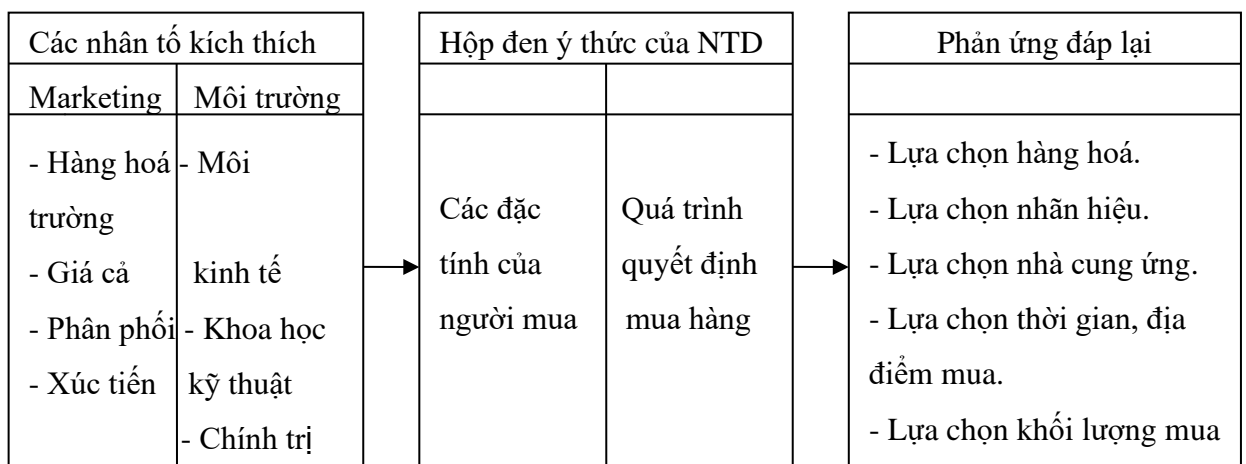 Các nhân tố kích thích
Marketing
Môi trường
- Hàng hoá - Môi
trường
- Giá cả kinh tế
- Phân phối - Khoa học
- Xúc tiến kỹ thuật
- Chính trị
Hộp đen ý thức của NTD
Các đặc
tính của
người mua
Quá trình
quyết định
mua hàng
Phản ứng đáp lại
- Lựa chọn hàng hoá.
- Lựa chọn nhãn hiệu.
- Lựa chọn nhà cung ứng.
- Lựa chọn thời gian, địa
điểm mua.
- Lựa chọn khối lượng mua